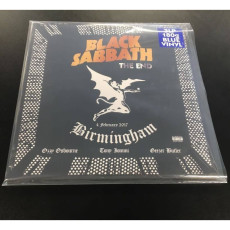 BLACK
SABBATH
THE END
180g
BLUE
VINYL
4 February 2017
Birmingham
Ozzy Osbourne Tony Iommi Geezer Butler